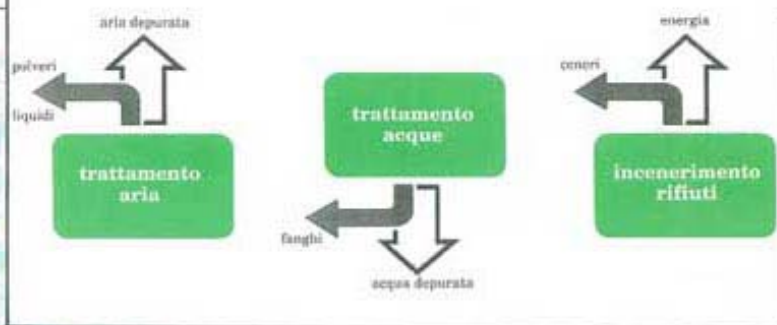 aria depurata
polveri
liquidi
trattamento
aria
trattamento
acque
fanghi
acqua depurata
energia
ceneri
incenerimento
rifiuti